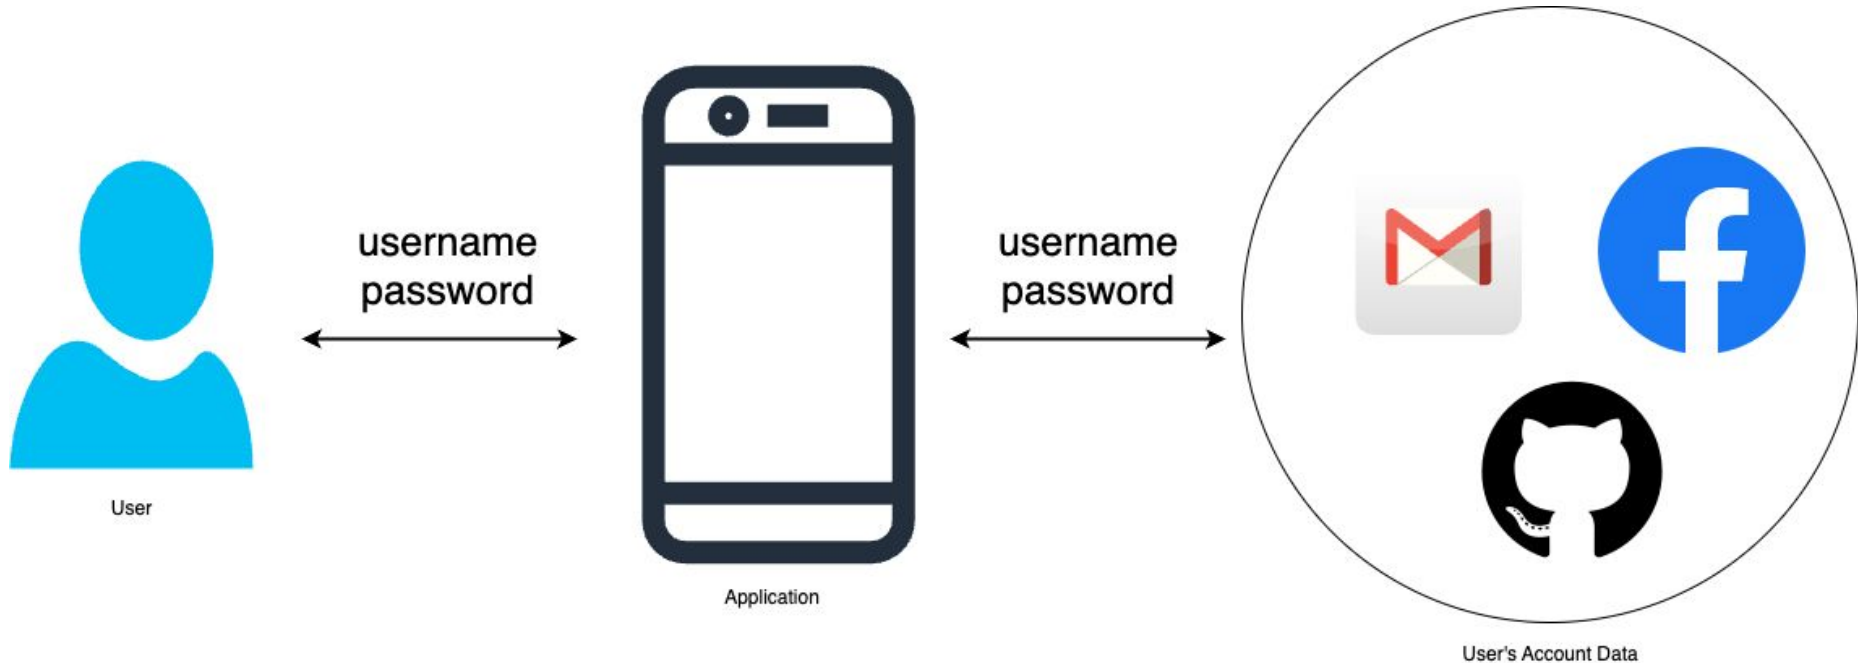 username
password
username
password
User
Application
User's Account Data